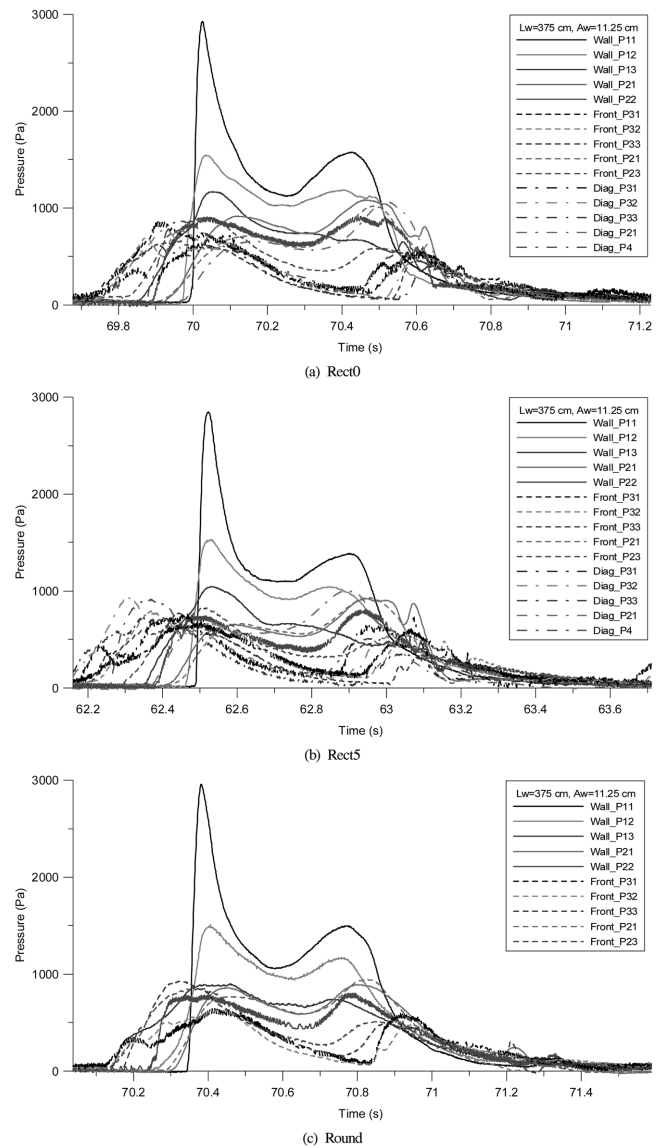 3000
2000
1000
0
Pressure (Pa)
69.8
70
70.2
70.4
70.6
70.8
71
71.2
Time (s)
Lw=375 cm, Aw=11.25 cm
Wall_P11
Wall_P12
Wall_P13
Wall_P21
Wall_P22
Front_P31
Front_P32
Front_P33
Front_P21
Front_P23
Diag_P31
Diag_P32
Diag_P33
Diag_P21
Diag_P4
(a) Rect0
3000
2000
1000
0
Pressure (Pa)
62.2
62.4
62.6
62.8
63
63.2
63.4
63.6
Time (s)
Lw=375 cm, Aw=11.25 cm
Wall_P11
Wall_P12
Wall_P13
Wall_P21
Wall_P22
Front_P31
Front_P32
Front_P33
Front_P21
Front_P23
Diag_P31
Diag_P32
Diag_P33
Diag_P21
Diag_P4
(b) Rect5
3000
2000
1000
0
Pressure (Pa)
70.2
70.4
70.6
70.8
71
71.2
71.4
Time (s)
Lw=375 cm, Aw=11.25 cm
Wall_P11
Wall_P12
Wall_P13
Wall_P21
Wall_P22
Front_P31
Front_P32
Front_P33
Front_P21
Front_P23
(c) Round